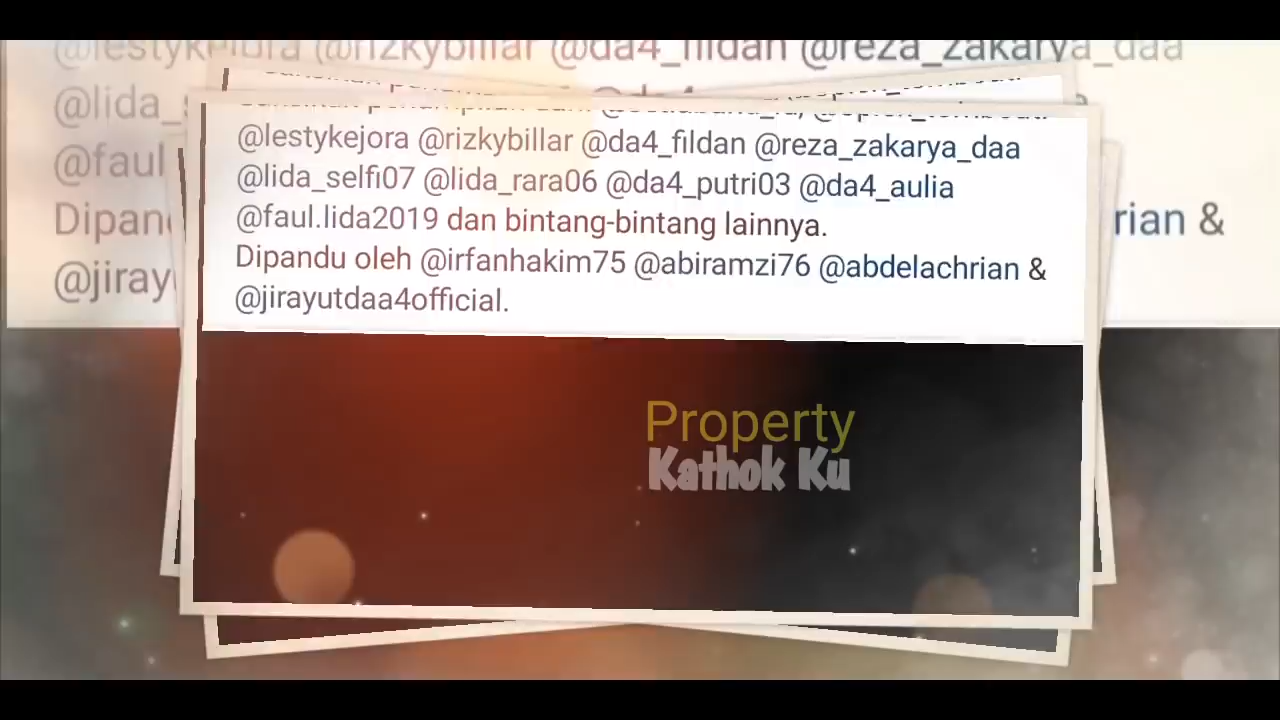 @lestykejora @rizkybillar @da4_fildan @reza_zakarya_daa
@lida_selfi07 @lida_rara06 @da4_putri03 @da4_aulia
@faul.lida2019 dan bintang-bintang lainnya.
Dipandu oleh @irfanhakim75 @abiramzi76 @abdelachrian &
@jirayutdaa4official.
Property
Kathok Ku